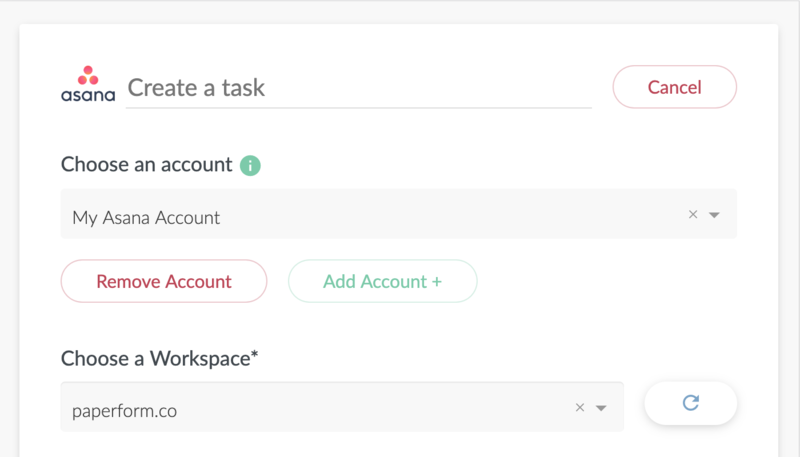 asana Create a task Cancel
Choose an account i
My Asana Account × 
Remove Account Add Account +
Choose a Workspace*
paperform.co ×